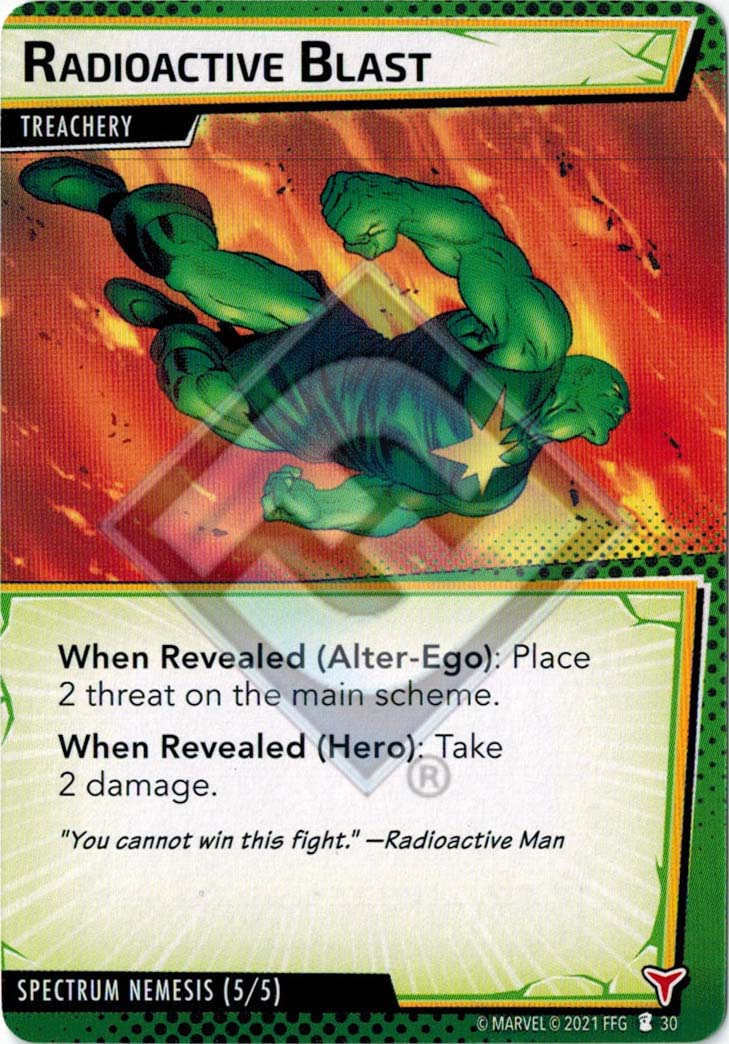 RADIOACTIVE BLAST
TREACHERY
When Revealed (Alter-Ego): Place
2 threat on the main scheme.
When Revealed (Hero): Take
2 damage.
"You cannot win this fight." —Radioactive Man
SPECTRUM NEMESIS (5/5)
© MARVEL © 2021 FFG 30
®